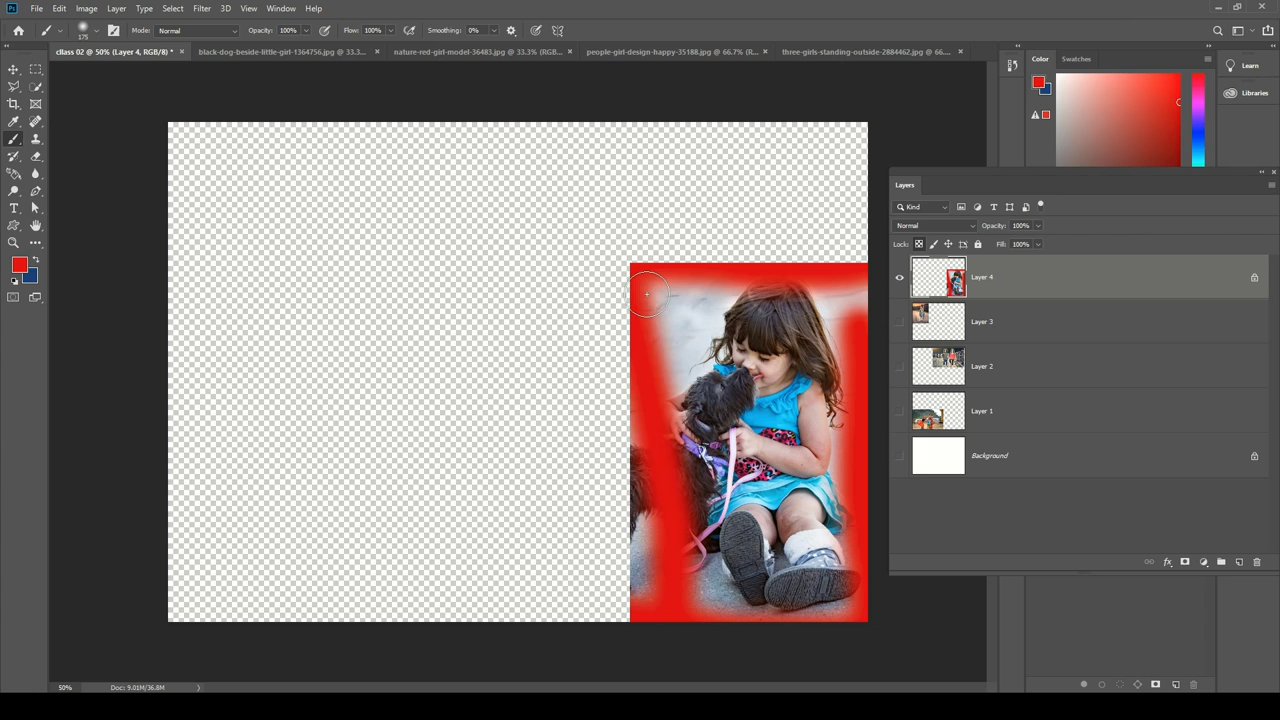 File Edit Image Layer Type Select Filter 3D View Window Help
175 Mode: Normal Opacity: 100% Flow: 100% Smoothing: 0%
cllass 02 @ 50% (Layer 4, RGB/8) * × black-dog-beside-little-girl-1364756.jpg @ 33.3... × nature-red-girl-model-36483.jpg @ 33.3% (RGB... × people-girl-design-happy-35188.jpg @ 66.7% (RGB... × three-girls-standing-outside-2884462.jpg @ 66.... ×
Color Swatches
Learn
Libraries
Layers
Kind
Normal Opacity: 100%
Lock: Fill: 100%
Layer 4
Layer 3
Layer 2
Layer 1
Background
fx
50% Doc: 9.01M/36.8M